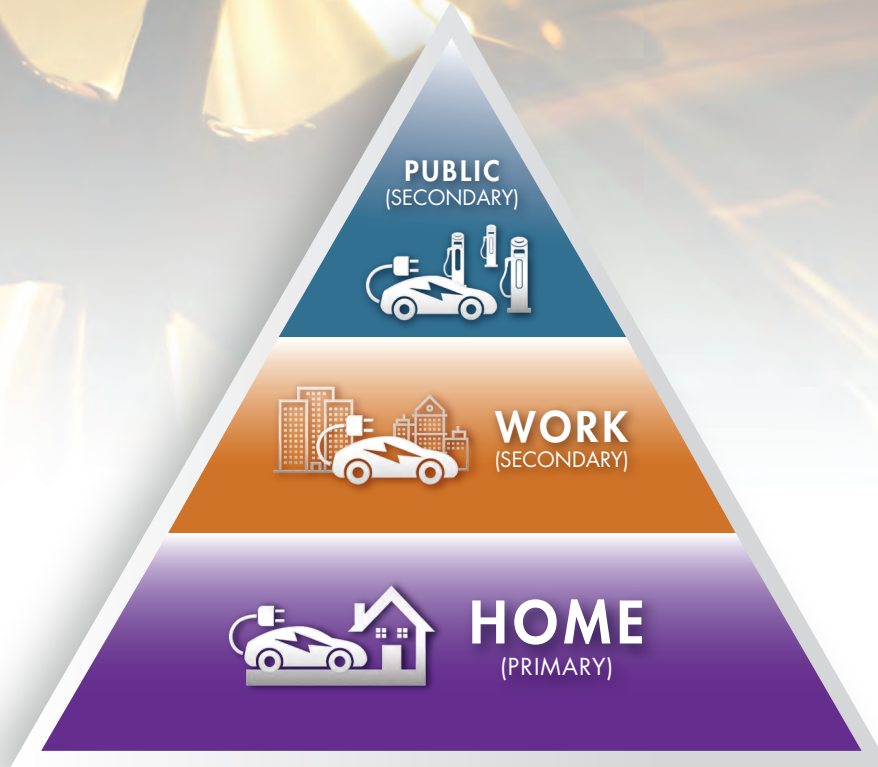 PUBLIC
(SECONDARY)
WORK
(SECONDARY)
HOME
(PRIMARY)